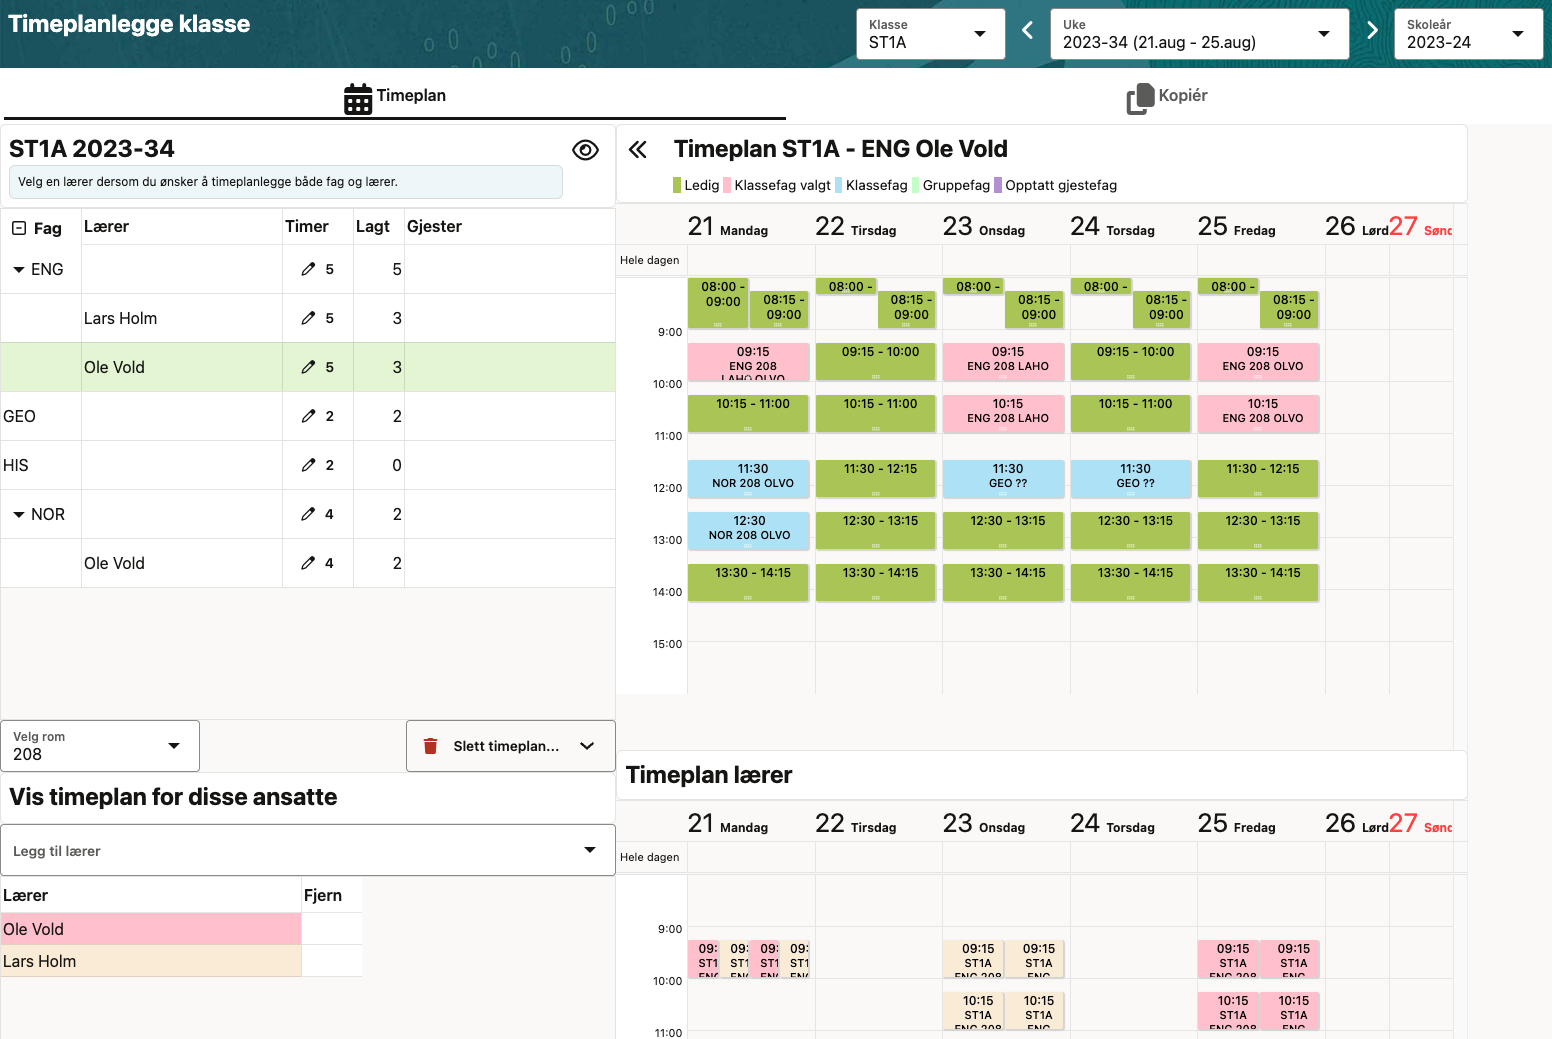 Timeplanlegge klasse
Klasse
ST1A
Uke
2023-34 (21.aug - 25.aug)
Skoleår
2023-24
Timeplan
Kopiér
ST1A 2023-34
Velg en lærer dersom du ønsker å timeplanlegge både fag og lærer.
Fag Lærer Timer Lagt Gjester
ENG 5 5
Lars Holm 5 3
Ole Vold 5 3
GEO 2 2
HIS 2 0
NOR 4 2
Ole Vold 4 2
Velg rom
208
Slett timeplan...
Vis timeplan for disse ansatte
Legg til lærer
Lærer Fjern
Ole Vold
Lars Holm
Timeplan ST1A - ENG Ole Vold
Ledig Klassefag valgt Klassefag Gruppefag Opptatt gjestefag
21 Mandag 22 Tirsdag 23 Onsdag 24 Torsdag 25 Fredag 26 Lørd 27 Sønd
Hele dagen
08:00 - 08:00 - 08:00 - 08:00 - 08:00 -
09:00 08:15 - 08:15 - 08:15 - 08:15 - 08:15 -
09:00 09:00 09:00 09:00 09:00
9:00
09:15 09:15 - 10:00 09:15 09:15 - 10:00 09:15
ENG 208 ENG 208 LAHO ENG 208 OLVO
LAHO OLVO
10:00
10:15 - 11:00 10:15 - 11:00 10:15 10:15 - 11:00 10:15
ENG 208 LAHO ENG 208 OLVO
11:00
11:30 11:30 - 12:15 11:30 11:30 11:30 - 12:15
NOR 208 OLVO GEO ?? GEO ??
12:00
12:30 12:30 - 13:15 12:30 - 13:15 12:30 - 13:15 12:30 - 13:15
NOR 208 OLVO
13:00
13:30 - 14:15 13:30 - 14:15 13:30 - 14:15 13:30 - 14:15 13:30 - 14:15
14:00
15:00
Timeplan lærer
21 Mandag 22 Tirsdag 23 Onsdag 24 Torsdag 25 Fredag 26 Lørd 27 Sønd
Hele dagen
9:00
09: 09: 09: 09: 09:15 09:15 09:15 09:15
ST1 ST1 ST1 ST1 ST1A ST1A ST1A ST1A
ENG ENG ENG ENG ENG 208 ENG ENG 208 ENG
10:00
10:15 10:15 10:15 10:15
ST1A ST1A ST1A ST1A
ENG 208 ENG ENG 208 ENG
11:00